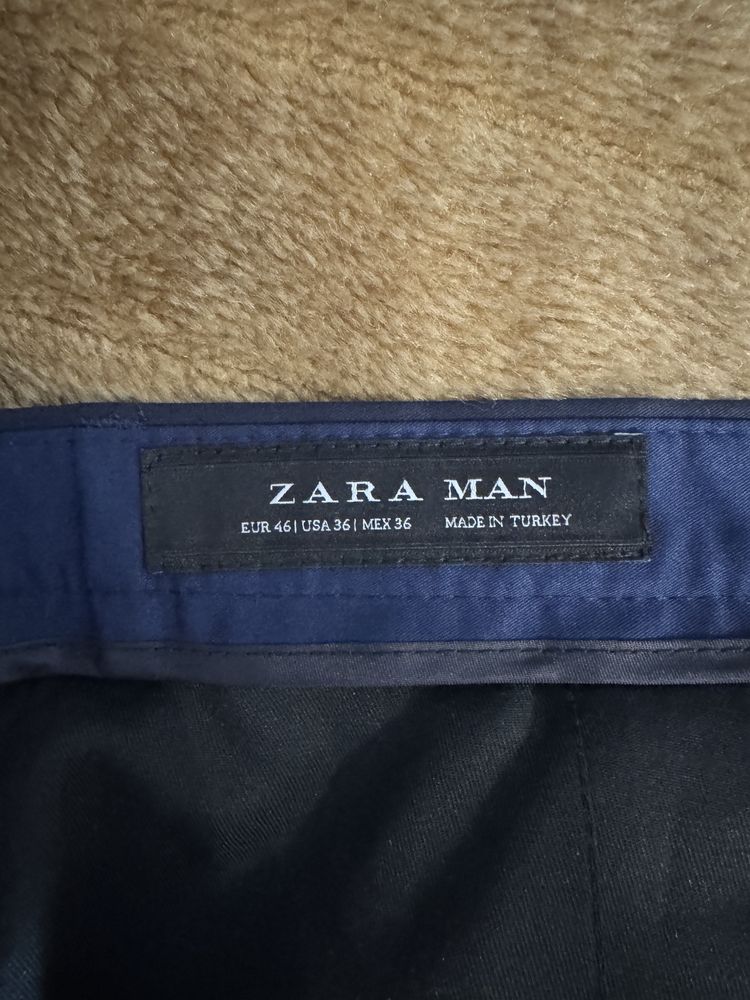 ZARA MAN
EUR 46 | USA 36 | MEX 36 MADE IN TURKEY